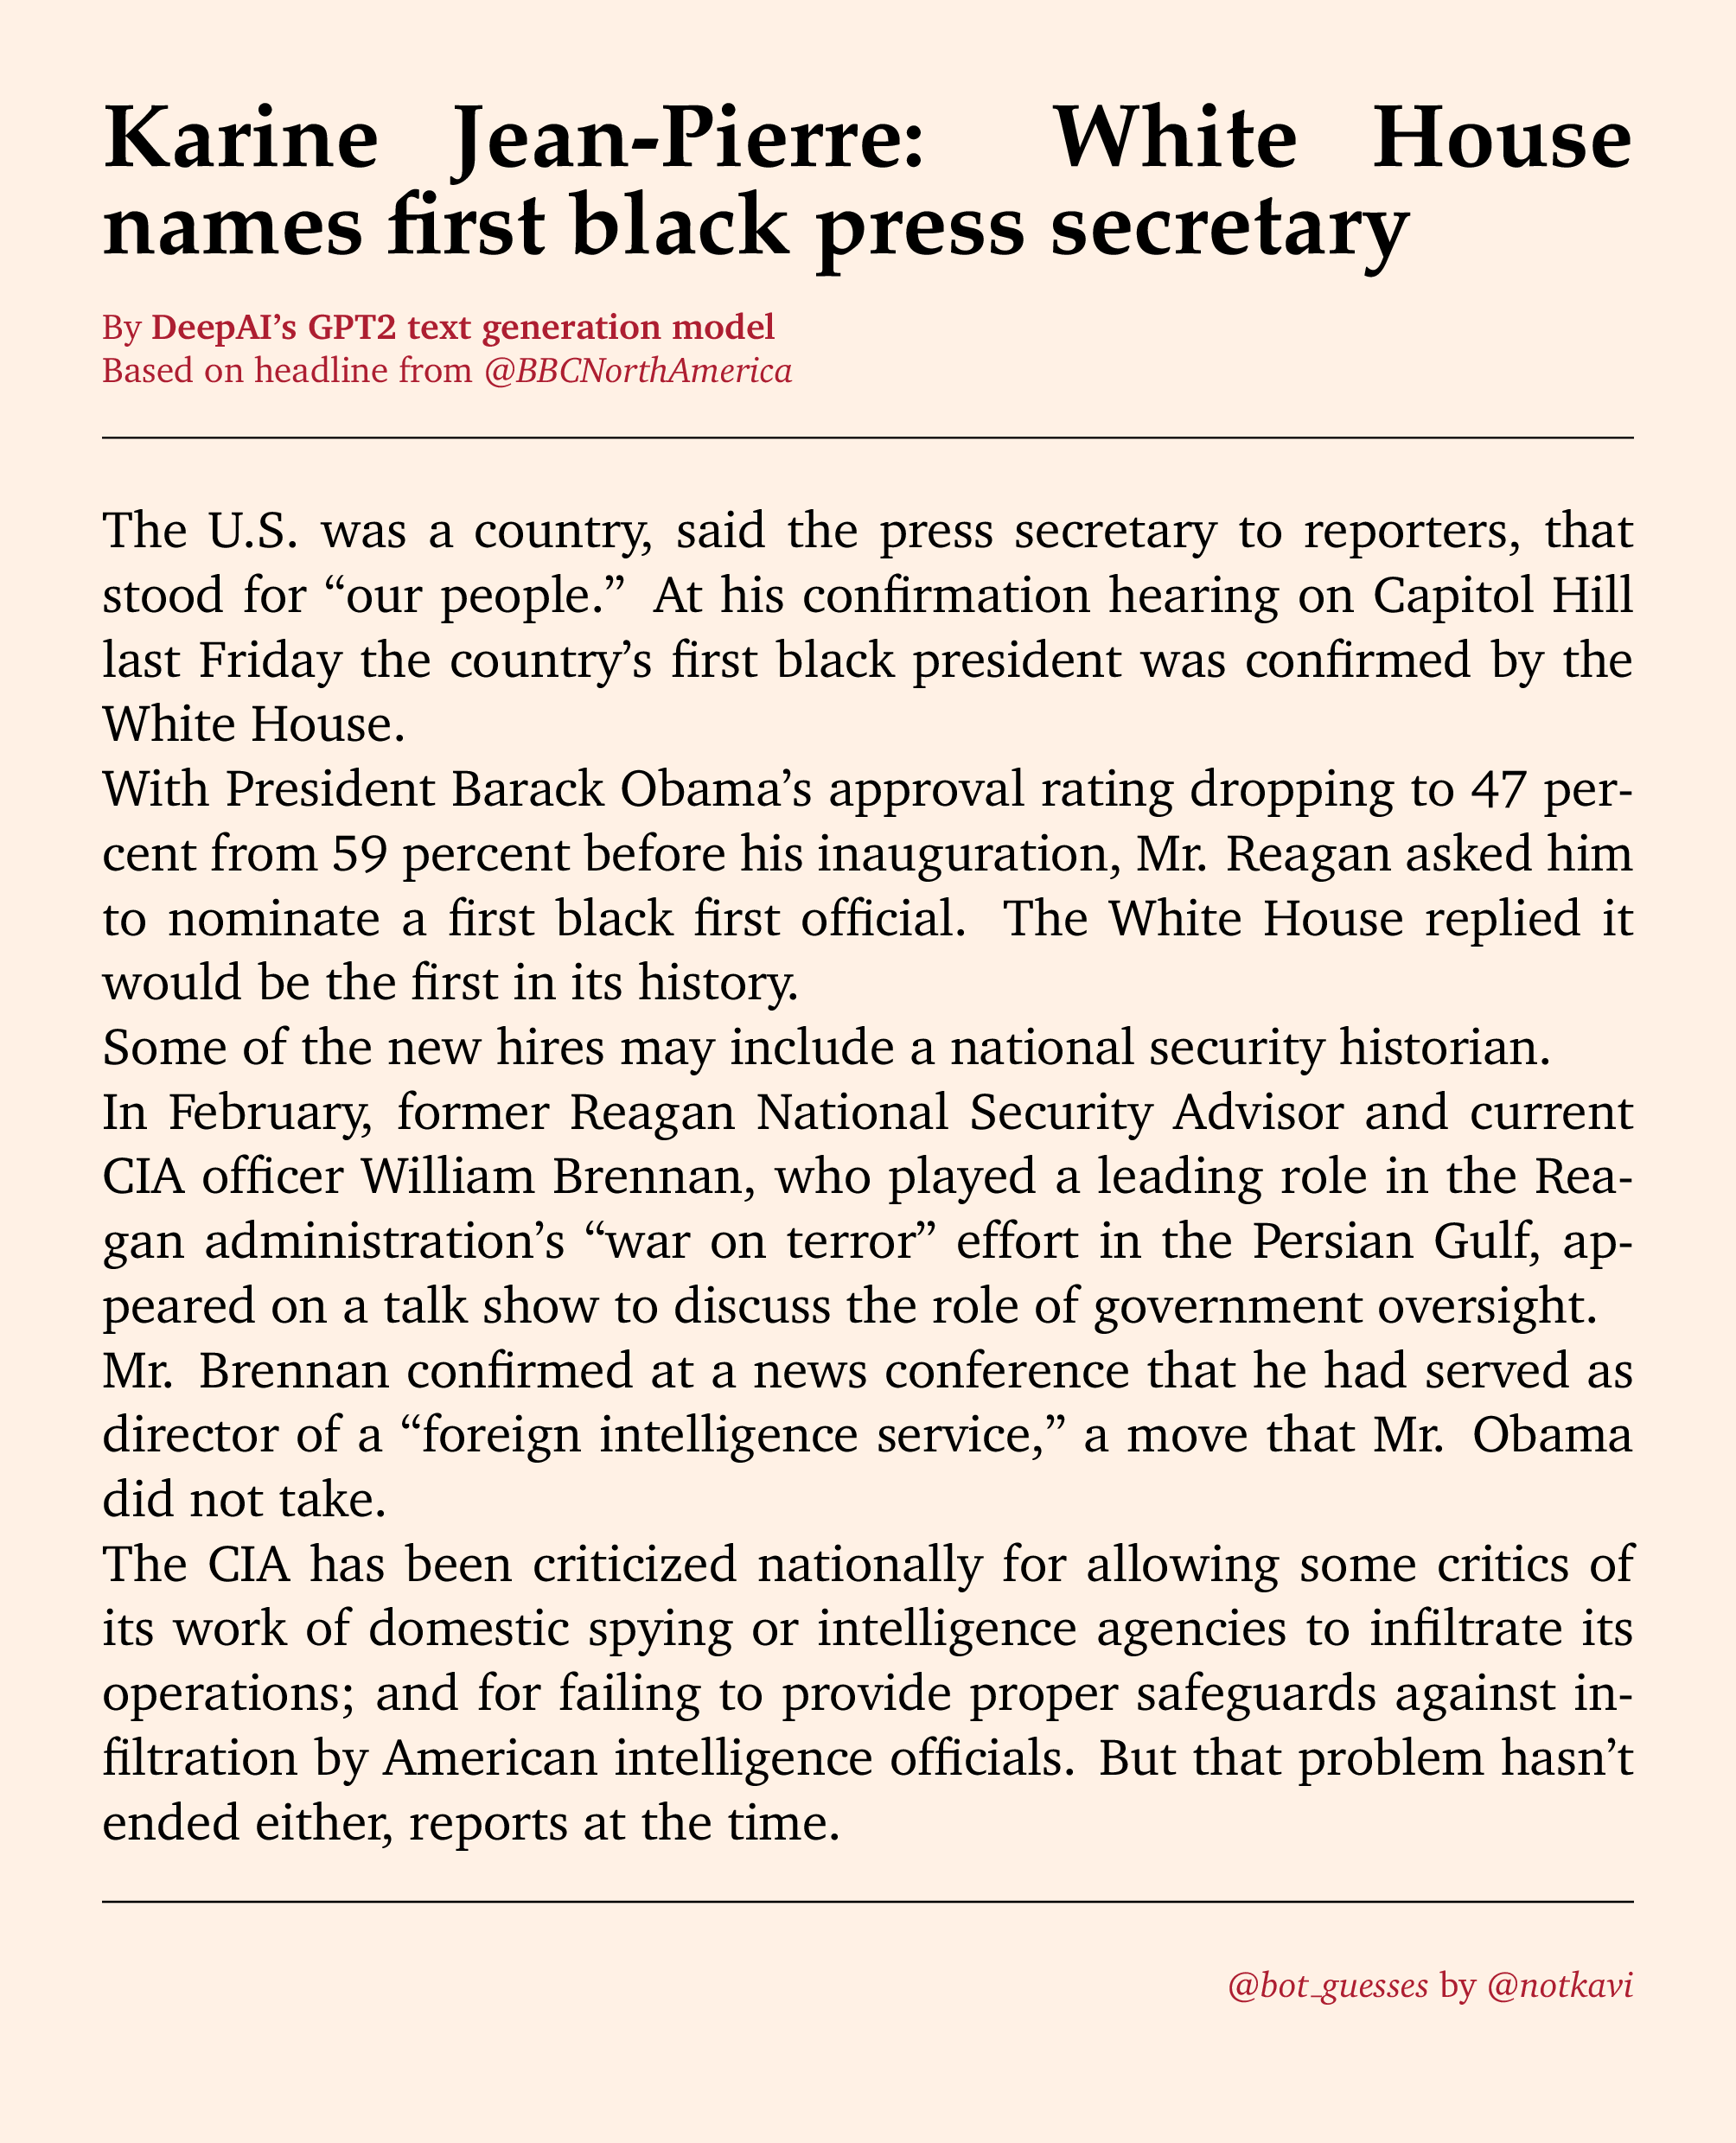 Karine Jean-Pierre: White House
names first black press secretary
By DeepAI’s GPT2 text generation model
Based on headline from @BBCNorthAmerica
The U.S. was a country, said the press secretary to reporters, that
stood for “our people.” At his confirmation hearing on Capitol Hill
last Friday the country’s first black president was confirmed by the
White House.
With President Barack Obama’s approval rating dropping to 47 per-
cent from 59 percent before his inauguration, Mr. Reagan asked him
to nominate a first black first official. The White House replied it
would be the first in its history.
Some of the new hires may include a national security historian.
In February, former Reagan National Security Advisor and current
CIA officer William Brennan, who played a leading role in the Rea-
gan administration’s “war on terror” effort in the Persian Gulf, ap-
peared on a talk show to discuss the role of government oversight.
Mr. Brennan confirmed at a news conference that he had served as
director of a “foreign intelligence service,” a move that Mr. Obama
did not take.
The CIA has been criticized nationally for allowing some critics of
its work of domestic spying or intelligence agencies to infiltrate its
operations; and for failing to provide proper safeguards against in-
filtration by American intelligence officials. But that problem hasn’t
ended either, reports at the time.
@bot_guesses by @notkavi